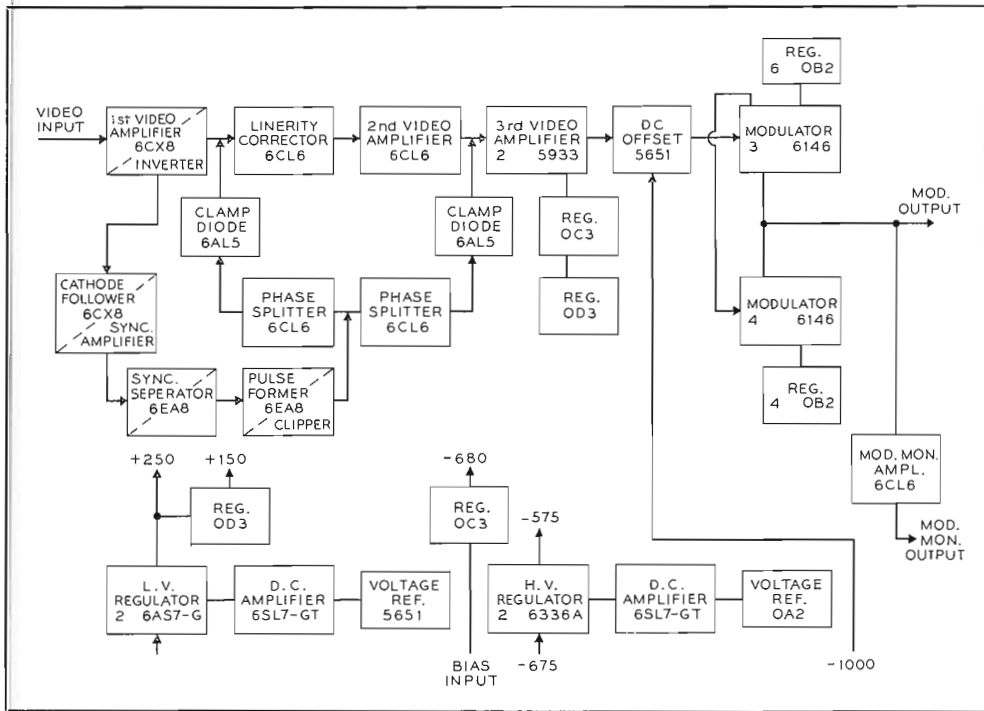 REG.
6 OB2
VIDEO
INPUT
1st VIDEO
AMPLIFIER
6CX8
INVERTER
LINERITY
CORRECTOR
6CL6
2nd VIDEO
AMPLIFIER
6CL6
3rd VIDEO
AMPLIFIER
2 5933
DC
OFFSET
5651
MODULATOR
3 6146
CLAMP
DIODE
6AL5
CLAMP
DIODE
6AL5
REG.
OC3
MOD.
OUTPUT
CATHODE
FOLLOWER
6CX8
SYNC.
AMPLIFIER
PHASE
SPLITTER
6CL6
PHASE
SPLITTER
6CL6
REG.
OD3
MODULATOR
4 6146
SYNC.
SEPERATOR
6EA8
PULSE
FORMER
6EA8
CLIPPER
REG.
4 OB2
+250
+150
-680
MOD. MON.
AMPL.
6CL6
REG.
OD3
REG.
OC3
-575
MOD.
MON.
OUTPUT
L.V.
REGULATOR
2 6AS7-G
D.C.
AMPLIFIER
6SL7-GT
VOLTAGE
REF.
5651
H.V.
REGULATOR
2 6336A
D.C.
AMPLIFIER
6SL7-GT
VOLTAGE
REF.
OA2
BIAS
INPUT
-675
-1000